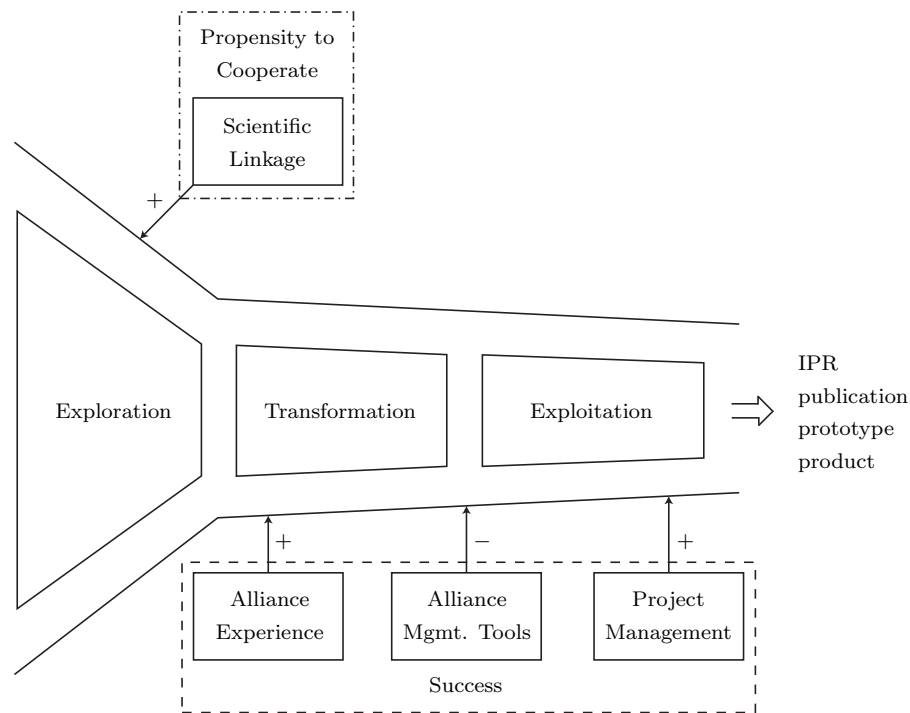 Propensity to
Cooperate
Scientific
Linkage
+
Exploration
Transformation
Exploitation
IPR
publication
prototype
product
+
−
+
Alliance
Experience
Alliance
Mgmt. Tools
Project
Management
Success